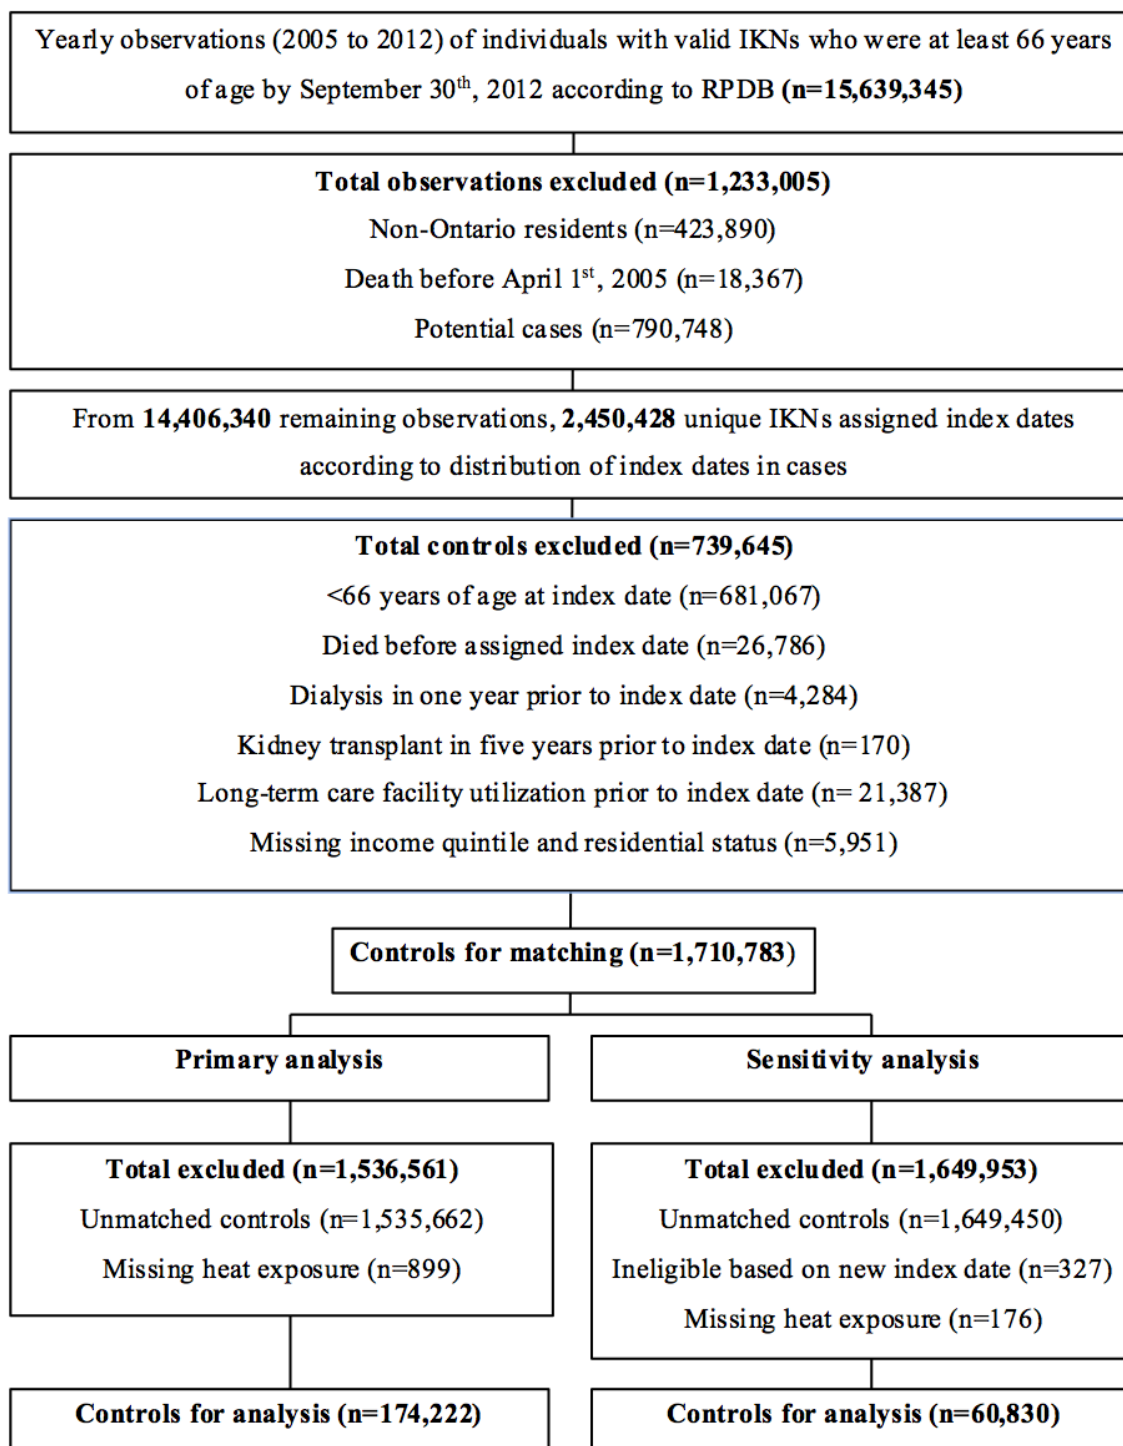 Yearly observations (2005 to 2012) of individuals with valid IKNs who were at least 66 years
of age by September 30th, 2012 according to RPDB (n=15,639,345)
Total observations excluded (n=1,233,005)
Non-Ontario residents (n=423,890)
Death before April 1st, 2005 (n=18,367)
Potential cases (n=790,748)
From 14,406,340 remaining observations, 2,450,428 unique IKNs assigned index dates
according to distribution of index dates in cases
Total controls excluded (n=739,645)
<66 years of age at index date (n=681,067)
Died before assigned index date (n=26,786)
Dialysis in one year prior to index date (n=4,284)
Kidney transplant in five years prior to index date (n=170)
Long-term care facility utilization prior to index date (n= 21,387)
Missing income quintile and residential status (n=5,951)
Controls for matching (n=1,710,783)
Primary analysis
Total excluded (n=1,536,561)
Unmatched controls (n=1,535,662)
Missing heat exposure (n=899)
Controls for analysis (n=174,222)
Sensitivity analysis
Total excluded (n=1,649,953)
Unmatched controls (n=1,649,450)
Ineligible based on new index date (n=327)
Missing heat exposure (n=176)
Controls for analysis (n=60,830)